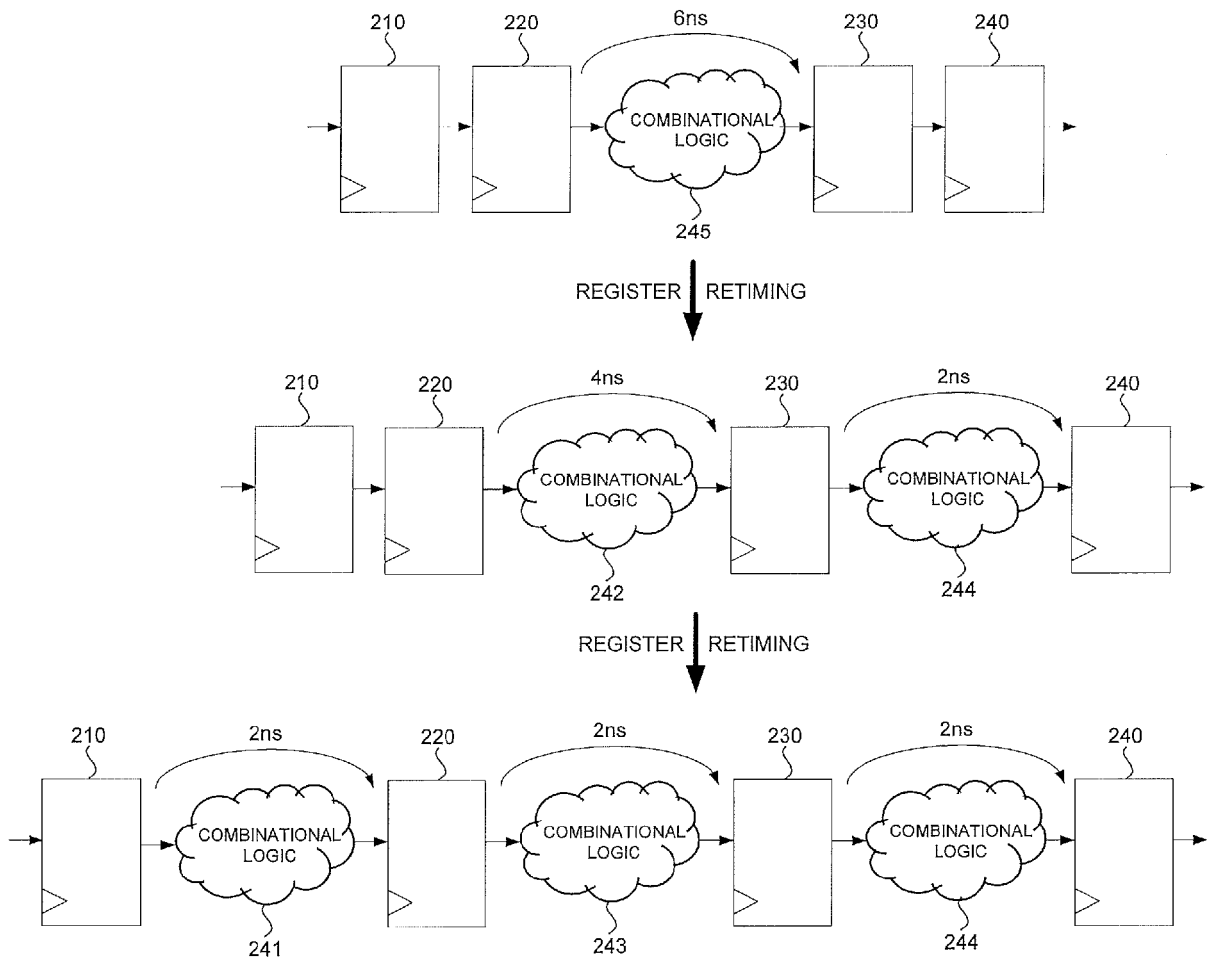 210 220 6ns 230 240
COMBINATIONAL
LOGIC
245
REGISTER RETIMING
210 220 4ns 230 2ns 240
COMBINATIONAL COMBINATIONAL
LOGIC LOGIC
242 244
REGISTER RETIMING
210 2ns 220 2ns 230 2ns 240
COMBINATIONAL COMBINATIONAL COMBINATIONAL
LOGIC LOGIC LOGIC
241 243 244